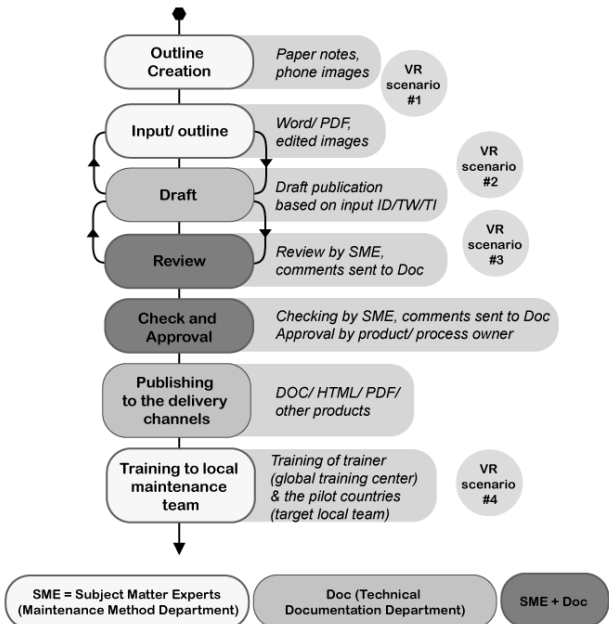 Outline
Creation
Paper notes,
phone images
VR
scenario
#1
Input/ outline
Word/ PDF,
edited images
VR
scenario
#2
Draft
Draft publication
based on input ID/TW/TI
VR
scenario
#3
Review
Review by SME,
comments sent to Doc
Check and
Approval
Checking by SME, comments sent to Doc
Approval by product/ process owner
Publishing
to the delivery
channels
DOC/ HTML/ PDF/
other products
Training to local
maintenance
team
Training of trainer
(global training center)
& the pilot countries
(target local team)
VR
scenario
#4
SME = Subject Matter Experts
(Maintenance Method Department)
Doc (Technical
Documentation Department)
SME + Doc